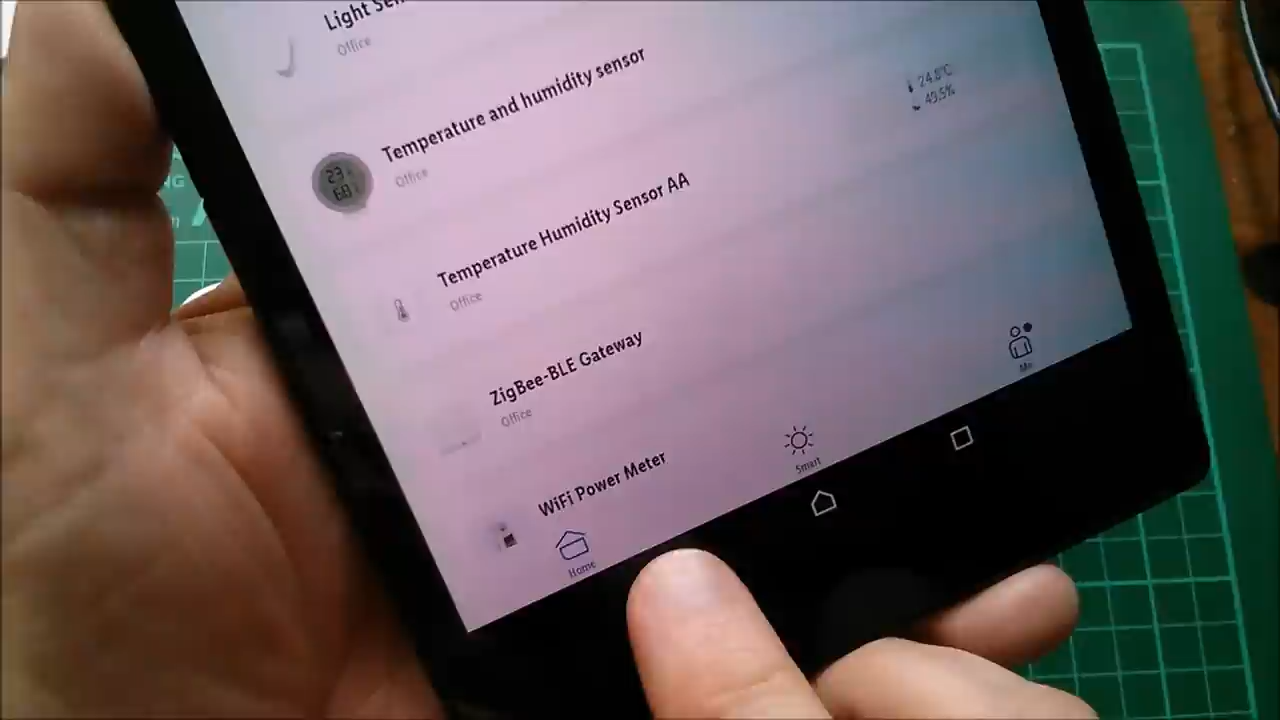 Light Sen
Office
Temperature and humidity sensor
24.8°C
49.5%
Office
Temperature Humidity Sensor AA
Office
ZigBee-BLE Gateway
Office
WiFi Power Meter
Home
Smart
Me